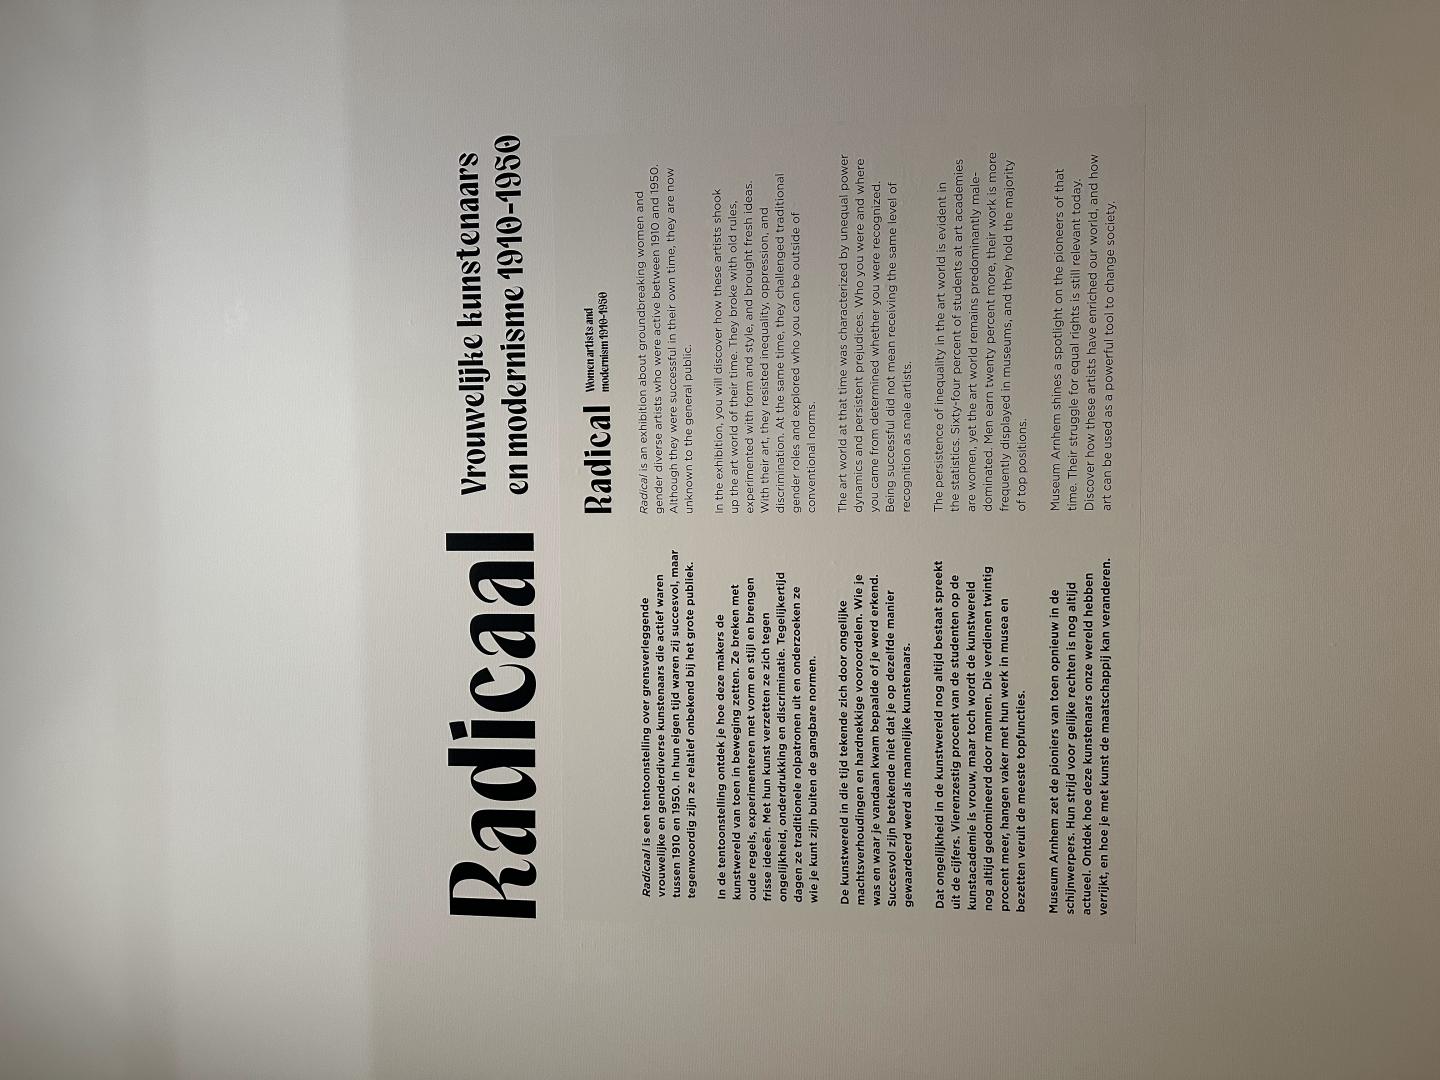 Radicaal
Vrouwelijke kunstenaars
en modernisme 1910-1950
Radicaal is een tentoonstelling over grensverleggende
vrouwelijke en genderdiverse kunstenaars die actief waren
tussen 1910 en 1950. In hun eigen tijd waren zij succesvol, maar
tegenwoordig zijn ze relatief onbekend bij het grote publiek.
In de tentoonstelling ontdek je hoe deze makers de
kunstwereld van toen in beweging zetten. Ze breken met
oude regels, experimenteren met vorm en stijl en brengen
frisse ideeën. Met hun kunst verzetten ze zich tegen
ongelijkheid, onderdrukking en discriminatie. Tegelijkertijd
dagen ze traditionele rolpatronen uit en onderzoeken ze
wie je kunt zijn buiten de gangbare normen.
De kunstwereld in die tijd tekende zich door ongelijke
machtsverhoudingen en hardnekkige vooroordelen. Wie je
was en waar je vandaan kwam bepaalde of je werd erkend.
Succesvol zijn betekende niet dat je op dezelfde manier
gewaardeerd werd als mannelijke kunstenaars.
Dat ongelijkheid in de kunstwereld nog altijd bestaat spreekt
uit de cijfers. Vierenzestig procent van de studenten op de
kunstacademie is vrouw, maar toch wordt de kunstwereld
nog altijd gedomineerd door mannen. Die verdienen twintig
procent meer, hangen vaker met hun werk in musea en
bezetten veruit de meeste topfuncties.
Museum Arnhem zet de pioniers van toen opnieuw in de
schijnwerpers. Hun strijd voor gelijke rechten is nog altijd
actueel. Ontdek hoe deze kunstenaars onze wereld hebben
verrijkt, en hoe je met kunst de maatschappij kan veranderen.
Radical
Women artists and
modernism 1910-1950
Radical is an exhibition about groundbreaking women and
gender diverse artists who were active between 1910 and 1950.
Although they were successful in their own time, they are now
unknown to the general public.
In the exhibition, you will discover how these artists shook
up the art world of their time. They broke with old rules,
experimented with form and style, and brought fresh ideas.
With their art, they resisted inequality, oppression, and
discrimination. At the same time, they challenged traditional
gender roles and explored who you can be outside of
conventional norms.
The art world at that time was characterized by unequal power
dynamics and persistent prejudices. Who you were and where
you came from determined whether you were recognized.
Being successful did not mean receiving the same level of
recognition as male artists.
The persistence of inequality in the art world is evident in
the statistics. Sixty-four percent of students at art academies
are women, yet the art world remains predominantly male-
dominated. Men earn twenty percent more, their work is more
frequently displayed in museums, and they hold the majority
of top positions.
Museum Arnhem shines a spotlight on the pioneers of that
time. Their struggle for equal rights is still relevant today.
Discover how these artists have enriched our world, and how
art can be used as a powerful tool to change society.